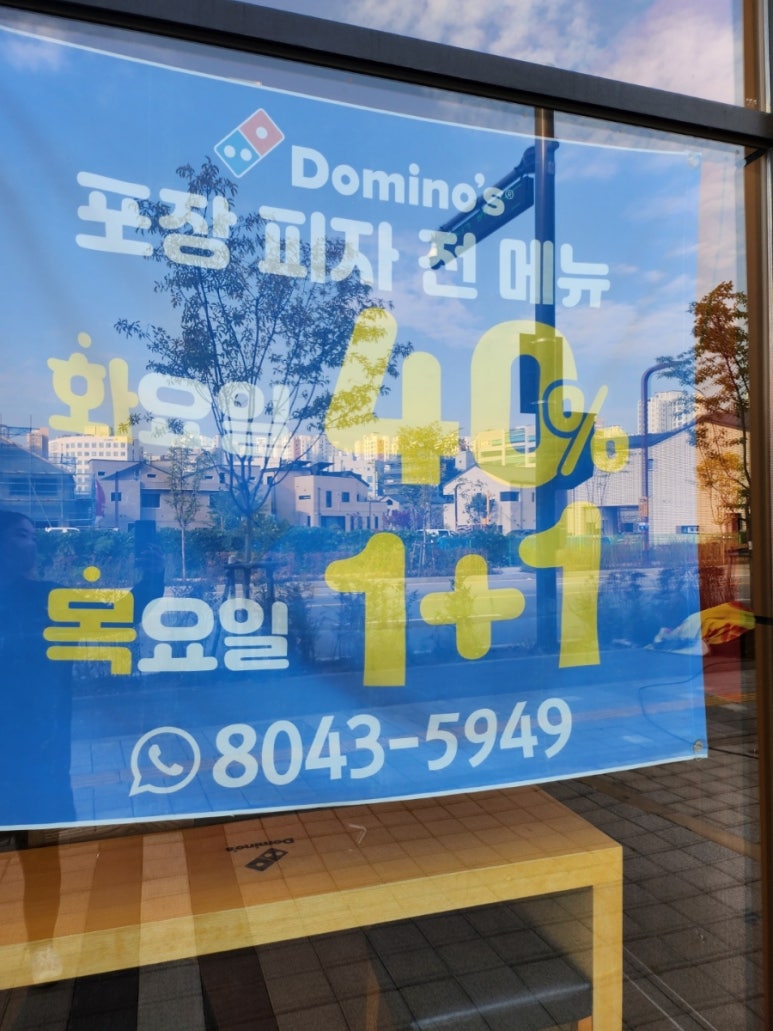 Domino's®
포장 피자 전 메뉴
화요일 40%
목요일 1+1
8043-5949
Domino's